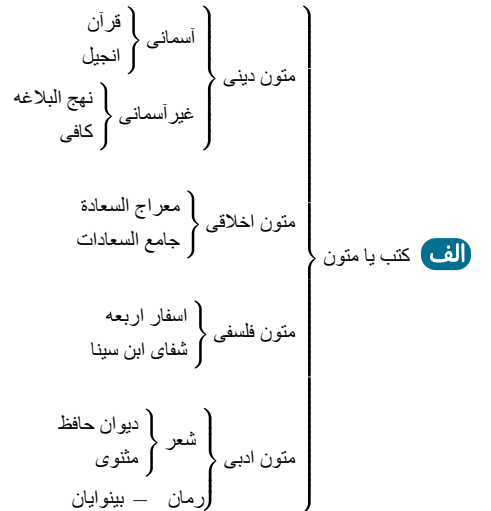 الف کتب یا متون
متون دینی
آسمانی
قرآن
انجیل
غیرآسمانی
نهج البلاغه
کافی
متون اخلاقی
معراج السعادة
جامع السعادات
متون فلسفی
اسفار اربعه
شفای ابن سینا
متون ادبی
شعر
دیوان حافظ
مثنوی
رمان – بینوایان